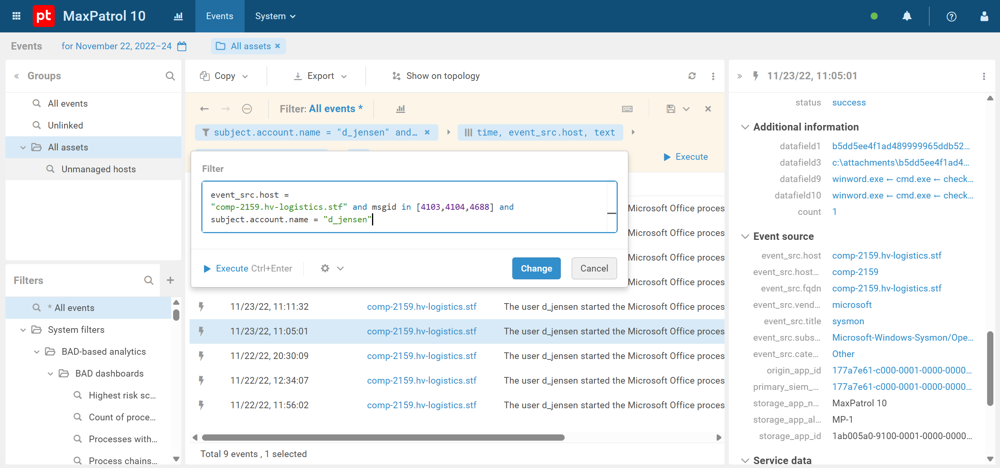 pt MaxPatrol 10 Events System
Events for November 22, 2022–24 All assets
Groups
All events
Unlinked
All assets
Unmanaged hosts
Filters
* All events
System filters
BAD-based analytics
BAD dashboards
Highest risk sc...
Count of proce...
Processes with...
Process chains...
Copy Export Show on topology
Filter: All events *
subject.account.name = "d_jensen" and… time, event_src.host, text
Execute
Filter
event_src.host =
"comp-2159.hv-logistics.stf" and msgid in [4103,4104,4688] and
subject.account.name = "d_jensen"
Execute Ctrl+Enter Change Cancel
Microsoft Office proces
Microsoft Office proces
Microsoft Office proces
Microsoft Office proces
11/23/22, 11:11:32 comp-2159.hv-logistics.stf The user d_jensen started the Microsoft Office proces
11/23/22, 11:05:01 comp-2159.hv-logistics.stf The user d_jensen started the Microsoft Office proces
11/22/22, 20:30:09 comp-2159.hv-logistics.stf The user d_jensen started the Microsoft Office proces
11/22/22, 12:34:07 comp-2159.hv-logistics.stf The user d_jensen started the Microsoft Office proces
11/22/22, 11:56:02 comp-2159.hv-logistics.stf The user d_jensen started the Microsoft Office proces
Total 9 events , 1 selected
11/23/22, 11:05:01
status success
Additional information
datafield1 b5dd5ee4f1ad489999965ddb52...
datafield3 c:\attachments\b5dd5ee4f1ad4...
datafield9 winword.exe ← cmd.exe ← check...
datafield10 winword.exe ← cmd.exe ← check...
count 1
Event source
event_src.host comp-2159.hv-logistics.stf
event_src.host... comp-2159
event_src.fqdn comp-2159.hv-logistics.stf
event_src.vend... microsoft
event_src.title sysmon
event_src.subs... Microsoft-Windows-Sysmon/Ope...
event_src.cate... Other
origin_app_id 177a7e61-c000-0001-0000-0000...
primary_siem_... 177a7e61-c000-0001-0000-0000...
storage_app_n... MaxPatrol 10
storage_app_al... MP-1
storage_app_id 1ab005a0-9100-0001-0000-0000...
Service data